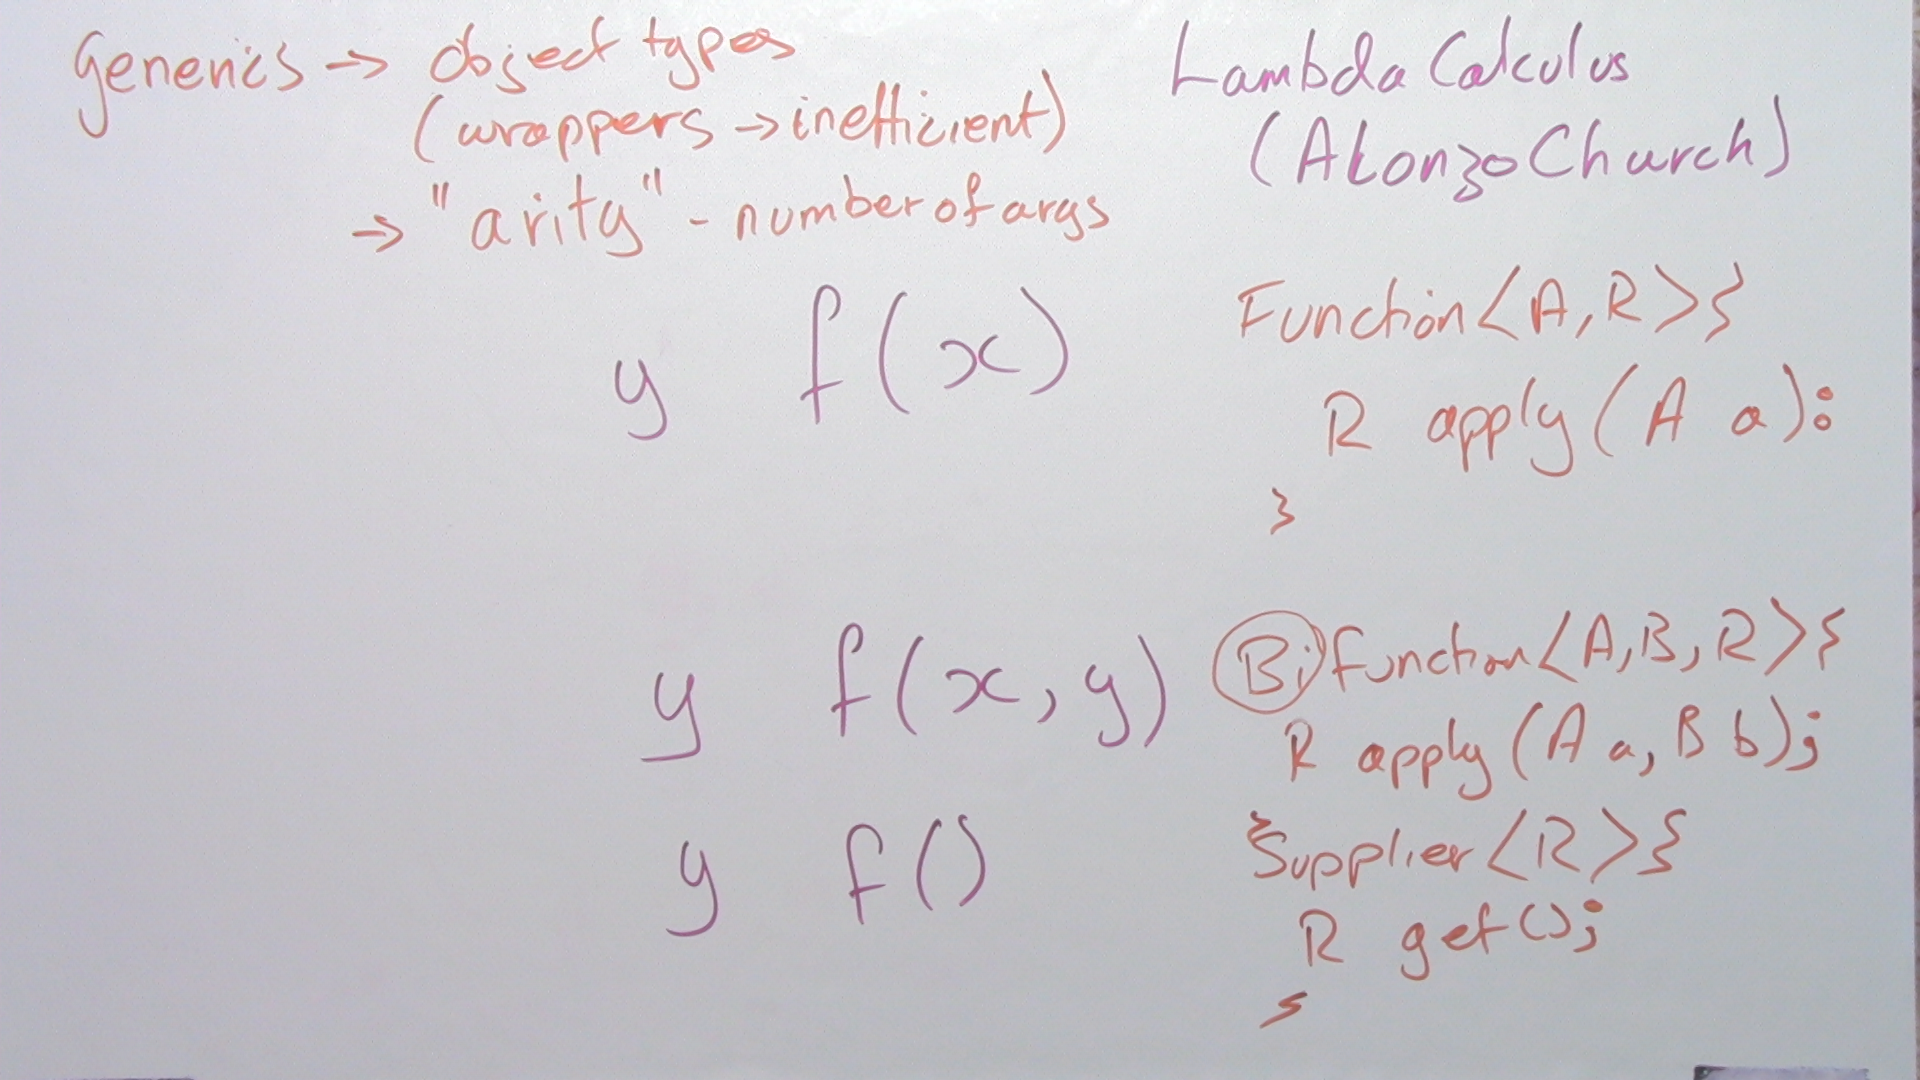 Generics → object types
(wrappers → inefficient)
→ "arity" - number of args
Lambda Calculus
(Alonzo Church)
y f(x)
Function<A,R>{
R apply(A a):
}
y f(x,y)
Bifunction<A,B,R>{
R apply(A a, B b);
}
y f()
Supplier<R>{
R get();
}